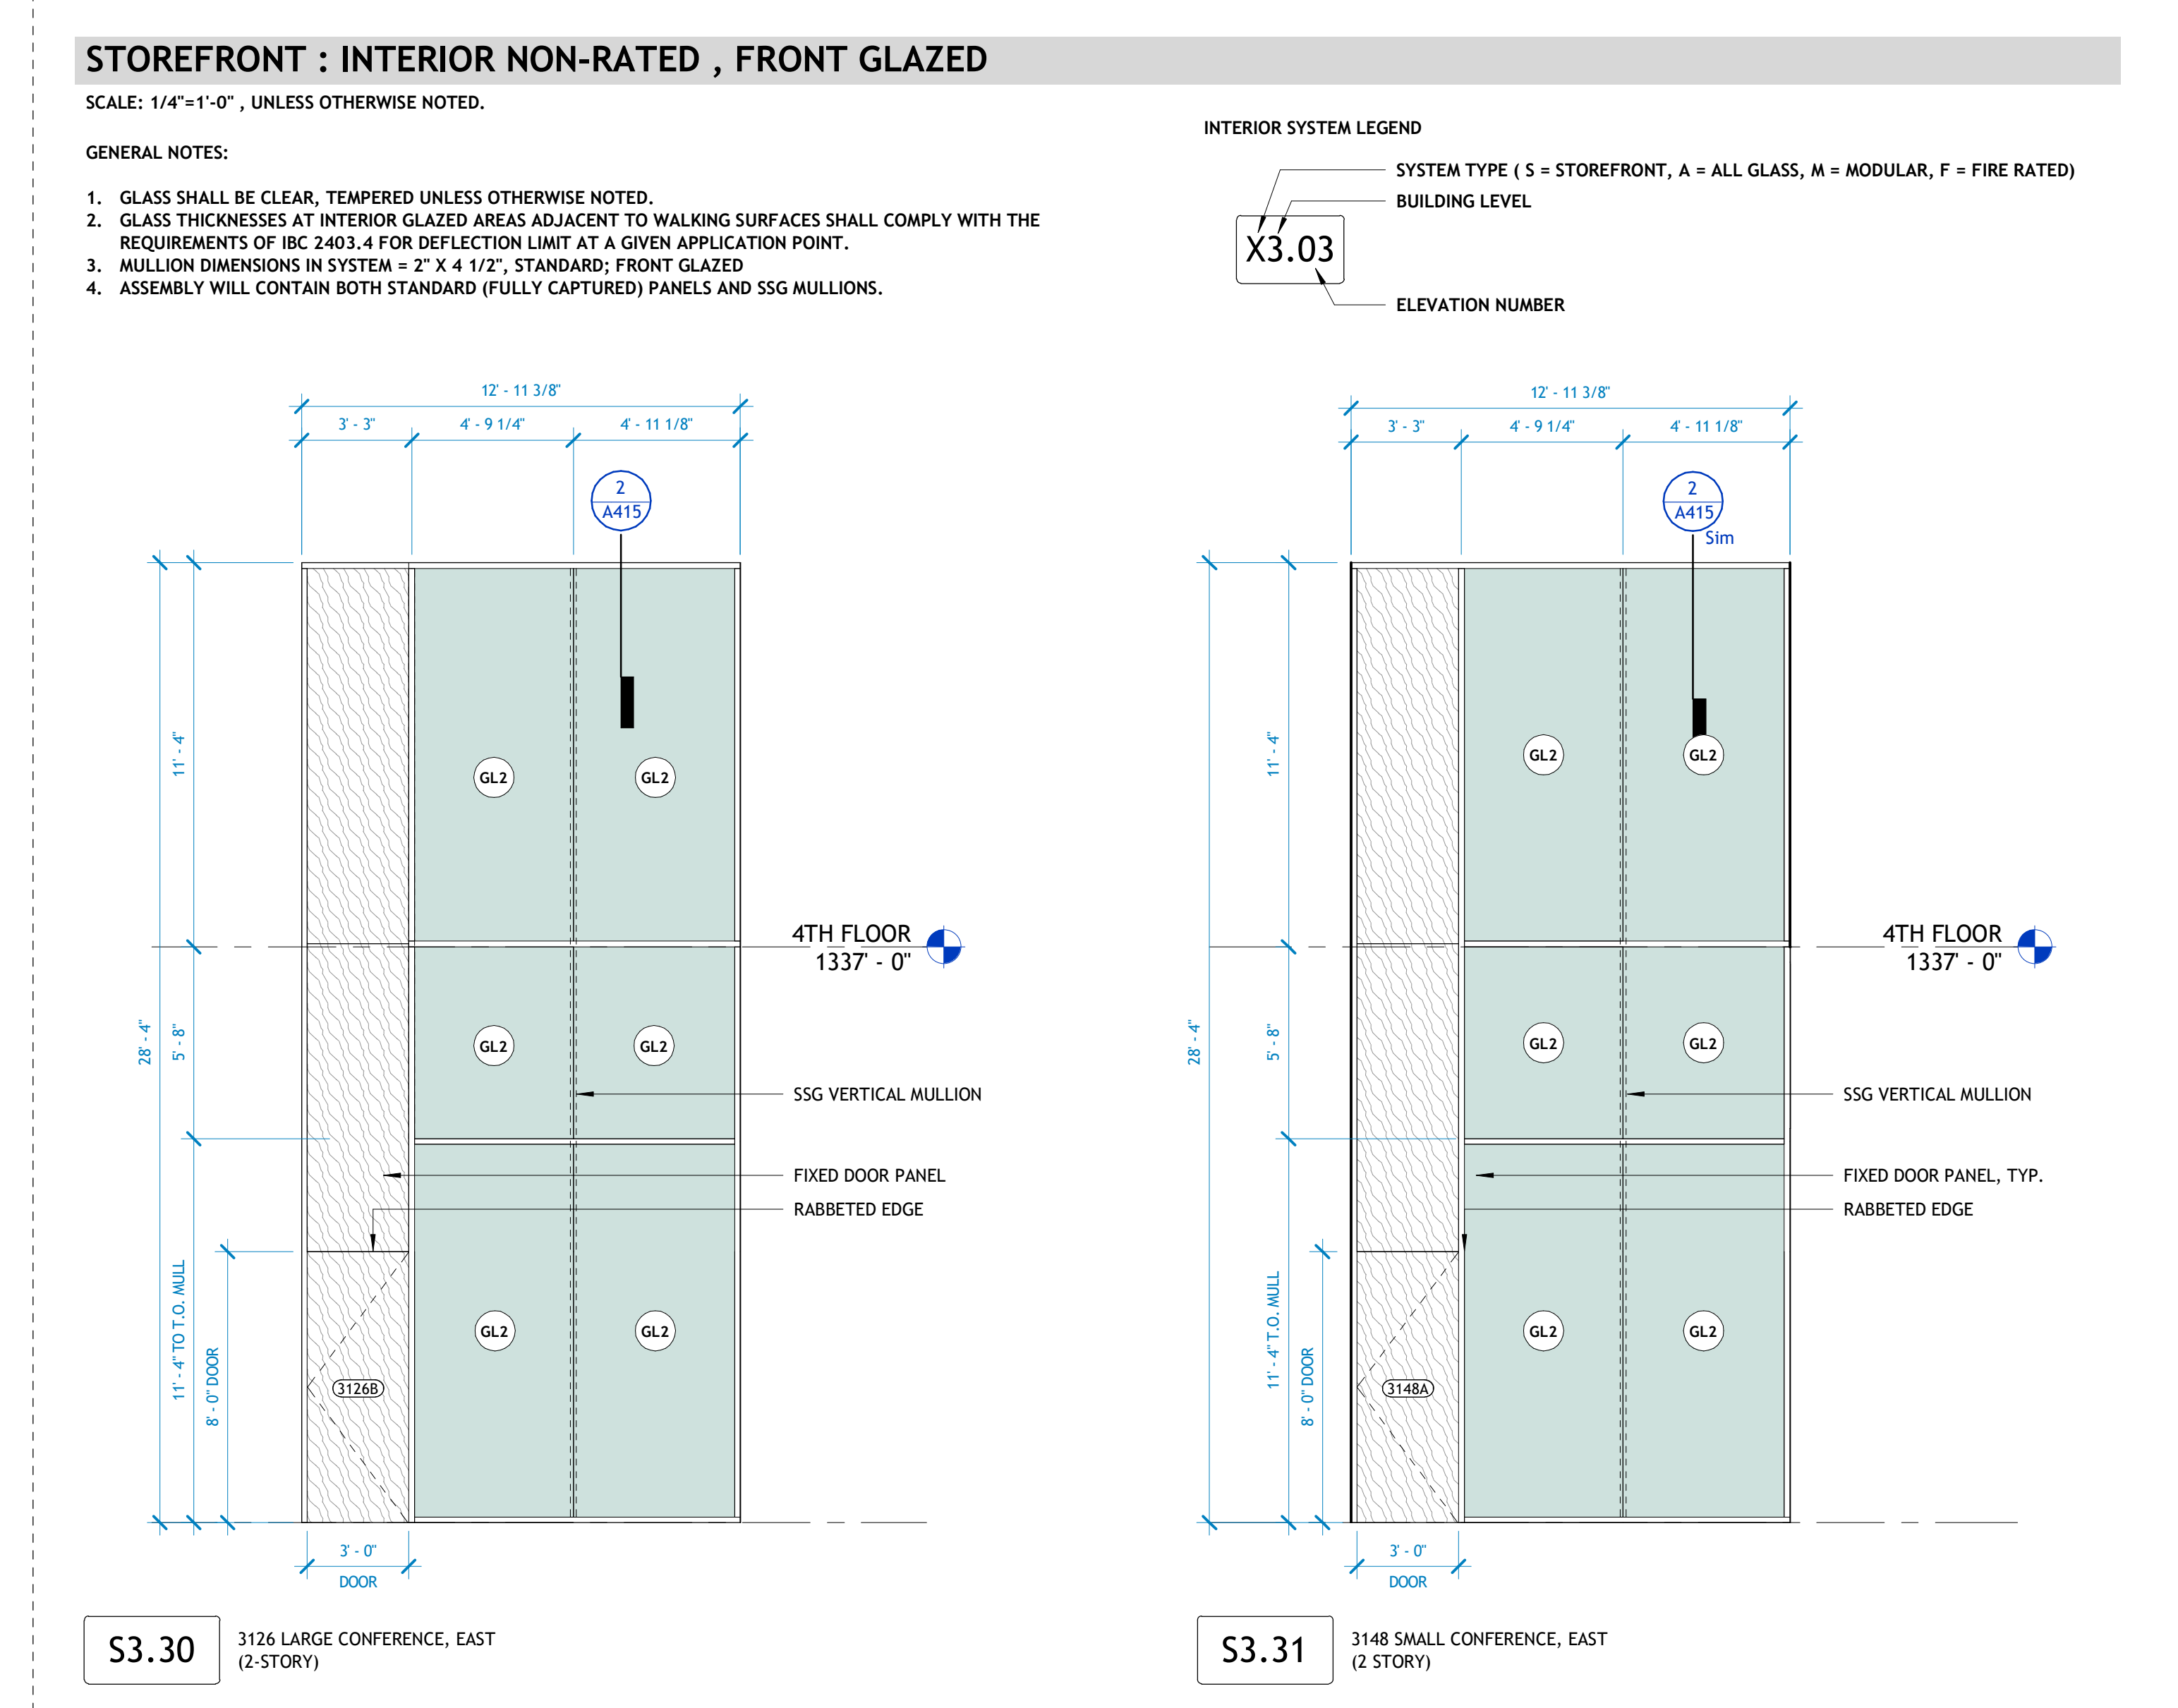 STOREFRONT : INTERIOR NON-RATED , FRONT GLAZED
SCALE: 1/4"=1'-0" , UNLESS OTHERWISE NOTED.
GENERAL NOTES:
1. GLASS SHALL BE CLEAR, TEMPERED UNLESS OTHERWISE NOTED.
2. GLASS THICKNESSES AT INTERIOR GLAZED AREAS ADJACENT TO WALKING SURFACES SHALL COMPLY WITH THE
REQUIREMENTS OF IBC 2403.4 FOR DEFLECTION LIMIT AT A GIVEN APPLICATION POINT.
3. MULLION DIMENSIONS IN SYSTEM = 2" X 4 1/2", STANDARD; FRONT GLAZED
4. ASSEMBLY WILL CONTAIN BOTH STANDARD (FULLY CAPTURED) PANELS AND SSG MULLIONS.
INTERIOR SYSTEM LEGEND
SYSTEM TYPE ( S = STOREFRONT, A = ALL GLASS, M = MODULAR, F = FIRE RATED)
BUILDING LEVEL
X3.03
ELEVATION NUMBER
12' - 11 3/8"
3' - 3"
4' - 9 1/4"
4' - 11 1/8"
2
A415
11' - 4"
GL2
GL2
4TH FLOOR
1337' - 0"
28' - 4"
5' - 8"
GL2
GL2
SSG VERTICAL MULLION
FIXED DOOR PANEL
RABBETED EDGE
11' - 4" TO T.O. MULL
8' - 0" DOOR
GL2
GL2
3126B
3' - 0"
DOOR
S3.30
3126 LARGE CONFERENCE, EAST
(2-STORY)
12' - 11 3/8"
3' - 3"
4' - 9 1/4"
4' - 11 1/8"
2
A415
Sim
11' - 4"
GL2
GL2
4TH FLOOR
1337' - 0"
28' - 4"
5' - 8"
GL2
GL2
SSG VERTICAL MULLION
FIXED DOOR PANEL, TYP.
RABBETED EDGE
11' - 4" T.O. MULL
8' - 0" DOOR
GL2
GL2
3148A
3' - 0"
DOOR
S3.31
3148 SMALL CONFERENCE, EAST
(2 STORY)